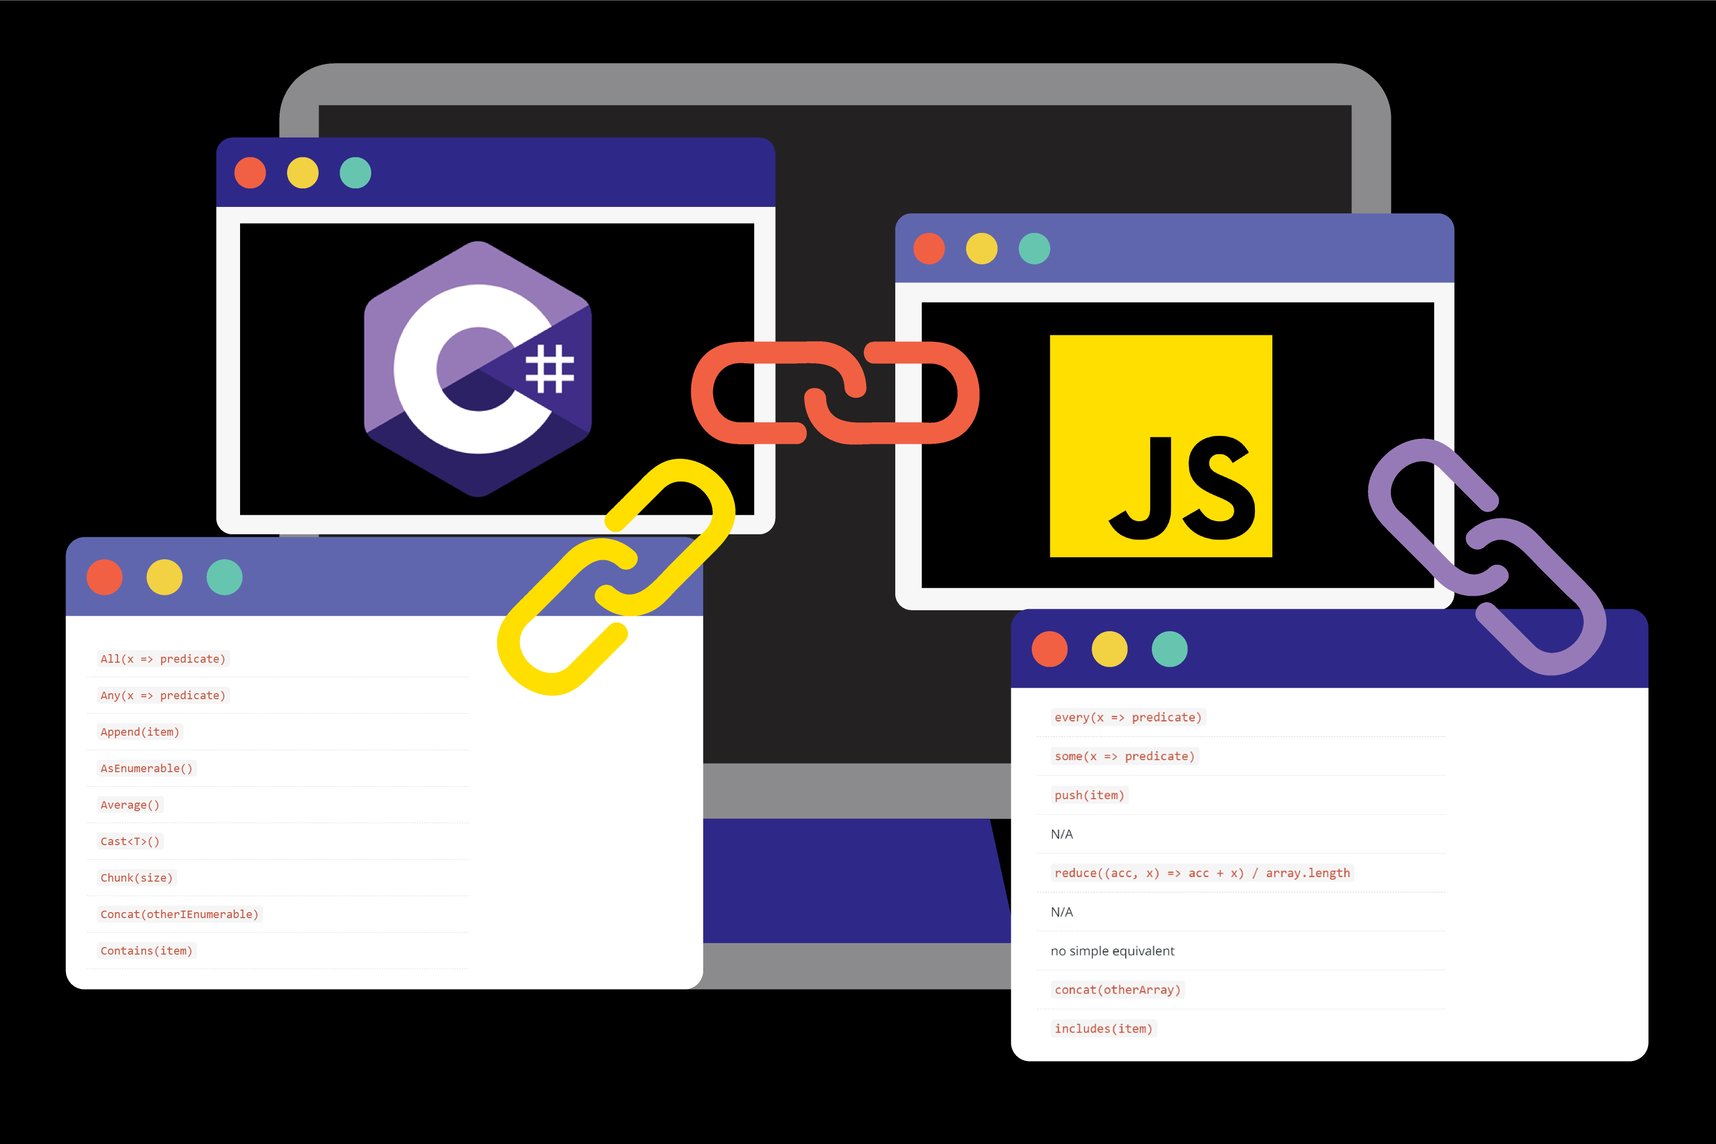 C#
JS
All(x => predicate)
Any(x => predicate)
Append(item)
AsEnumerable()
Average()
Cast<T>()
Chunk(size)
Concat(otherIEnumerable)
Contains(item)
every(x => predicate)
some(x => predicate)
push(item)
N/A
reduce((acc, x) => acc + x) / array.length
N/A
no simple equivalent
concat(otherArray)
includes(item)